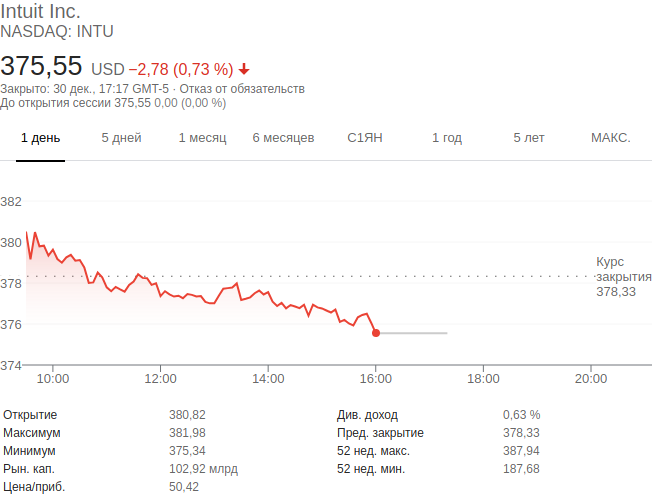 Intuit Inc.
NASDAQ: INTU
375,55 USD −2,78 (0,73 %)
Закрыто: 30 дек., 17:17 GMT-5 · Отказ от обязательств
До открытия сессии 375,55 0,00 (0,00 %)
1 день 5 дней 1 месяц 6 месяцев С1ЯН 1 год 5 лет МАКС.
382
380
378
376
374
Курс
закрытия
378,33
10:00 12:00 14:00 16:00 18:00 20:00
Открытие 380,82 Див. доход 0,63 %
Максимум 381,98 Пред. закрытие 378,33
Минимум 375,34 52 нед. макс. 387,94
Рын. кап. 102,92 млрд 52 нед. мин. 187,68
Цена/приб. 50,42